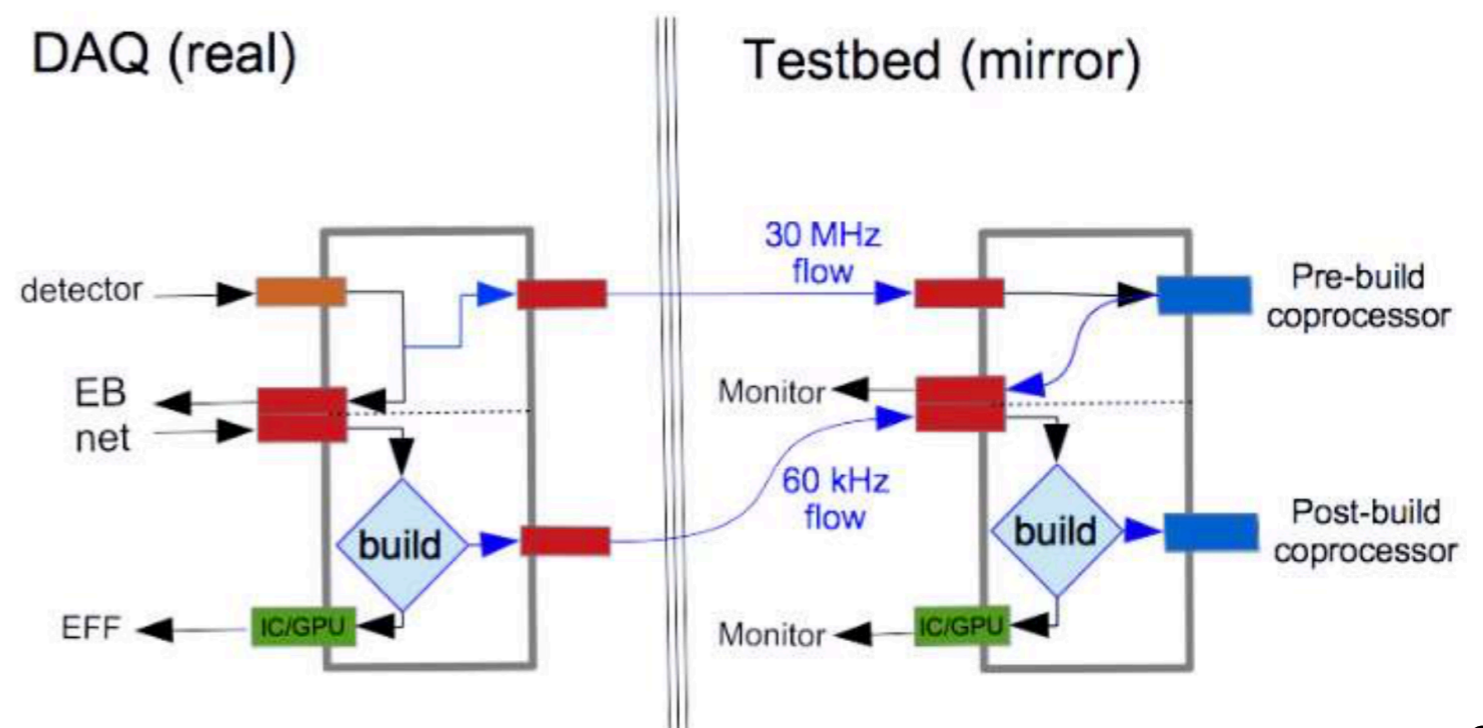 DAQ (real)
Testbed (mirror)
30 MHz
flow
detector
Pre-build
coprocessor
EB
net
Monitor
60 kHz
flow
build
build
Post-build
coprocessor
EFF
IC/GPU
Monitor
IC/GPU